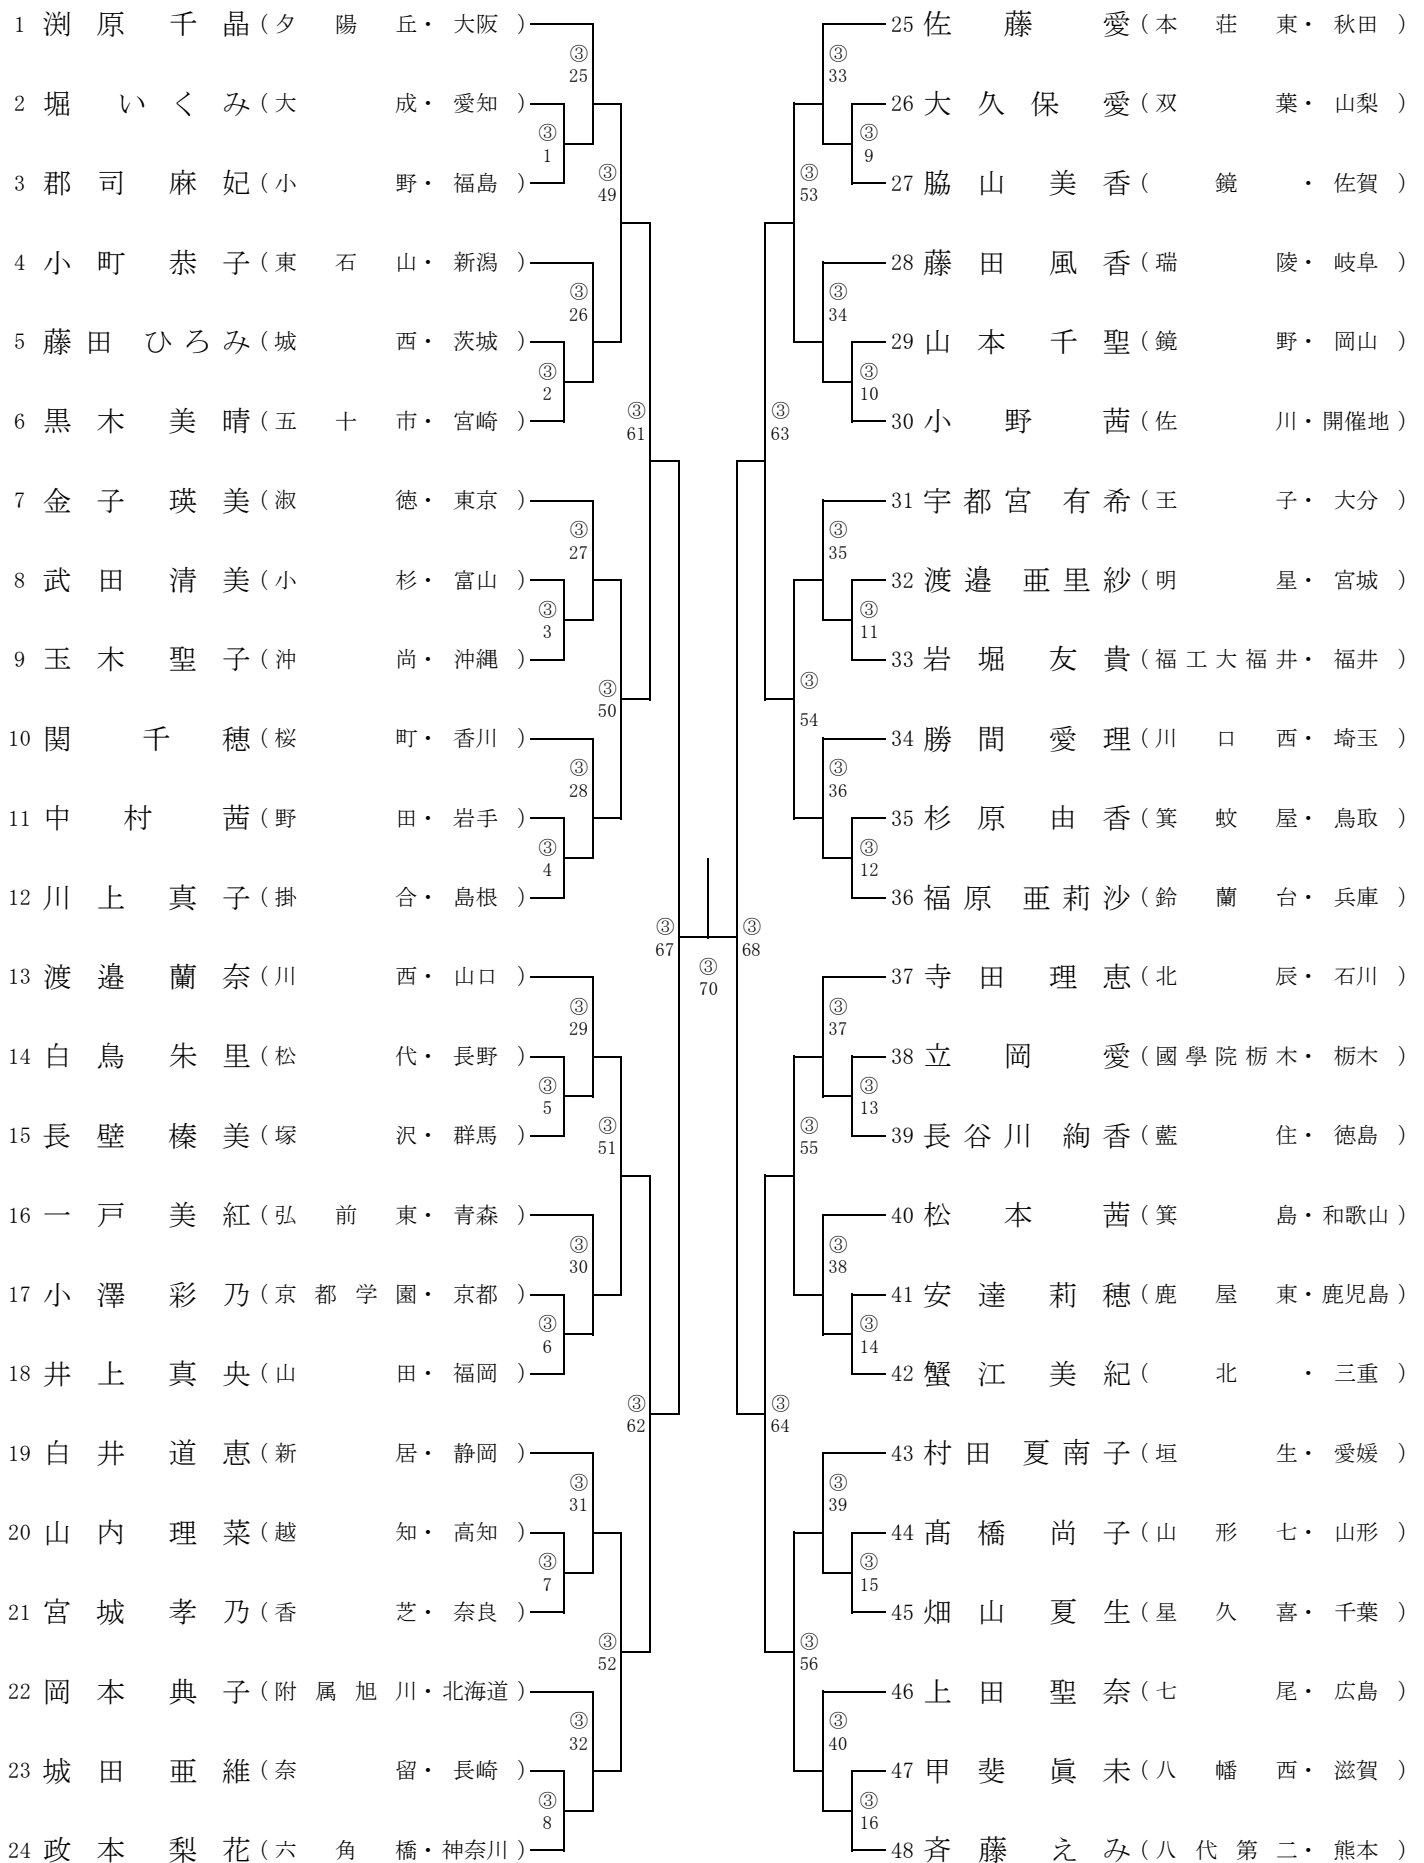 1 渕原 千晶(夕陽丘・大阪)
③
25
2 堀 いくみ(大成・愛知)
③
1
3 郡司 麻妃(小野・福島)
③
49
4 小町 恭子(東石山・新潟)
③
26
5 藤田 ひろみ(城西・茨城)
③
2
6 黒木 美晴(五十市・宮崎)
③
61
7 金子 瑛美(淑徳・東京)
③
27
8 武田 清美(小杉・富山)
③
3
9 玉木 聖子(沖尚・沖縄)
③
50
10 関 千穂(桜町・香川)
③
28
11 中村 茜(野田・岩手)
③
4
12 川上 真子(掛合・島根)
③
67
13 渡邉 蘭奈(川西・山口)
③
29
14 白鳥 朱里(松代・長野)
③
5
15 長壁 榛美(塚沢・群馬)
③
51
16 一戸 美紅(弘前東・青森)
③
30
17 小澤 彩乃(京都学園・京都)
③
6
18 井上 真央(山田・福岡)
③
62
19 白井 道恵(新居・静岡)
③
31
20 山内 理菜(越知・高知)
③
7
21 宮城 孝乃(香芝・奈良)
③
52
22 岡本 典子(附属旭川・北海道)
③
32
23 城田 亜維(奈留・長崎)
③
8
24 政本 梨花(六角橋・神奈川)
③
70
25 佐藤 愛(本荘東・秋田)
③
33
26 大久保 愛(双葉・山梨)
③
9
27 脇山 美香(鏡・佐賀)
③
53
28 藤田 風香(瑞陵・岐阜)
③
34
29 山本 千聖(鏡野・岡山)
③
10
30 小野 茜(佐川・開催地)
③
63
31 宇都宮 有希(王子・大分)
③
35
32 渡邉 亜里紗(明星・宮城)
③
11
33 岩堀 友貴(福工大福井・福井)
③
54
34 勝間 愛理(川口西・埼玉)
③
36
35 杉原 由香(箕蚊屋・鳥取)
③
12
36 福原 亜莉沙(鈴蘭台・兵庫)
③
68
37 寺田 理恵(北辰・石川)
③
37
38 立岡 愛(國學院栃木・栃木)
③
13
39 長谷川 絢香(藍住・徳島)
③
55
40 松本 茜(箕島・和歌山)
③
38
41 安達 莉穂(鹿屋東・鹿児島)
③
14
42 蟹江 美紀(北・三重)
③
64
43 村田 夏南子(垣生・愛媛)
③
39
44 髙橋 尚子(山形七・山形)
③
15
45 畑山 夏生(星久喜・千葉)
③
56
46 上田 聖奈(七尾・広島)
③
40
47 甲斐 眞未(八幡西・滋賀)
③
16
48 斉藤 えみ(八代第二・熊本)